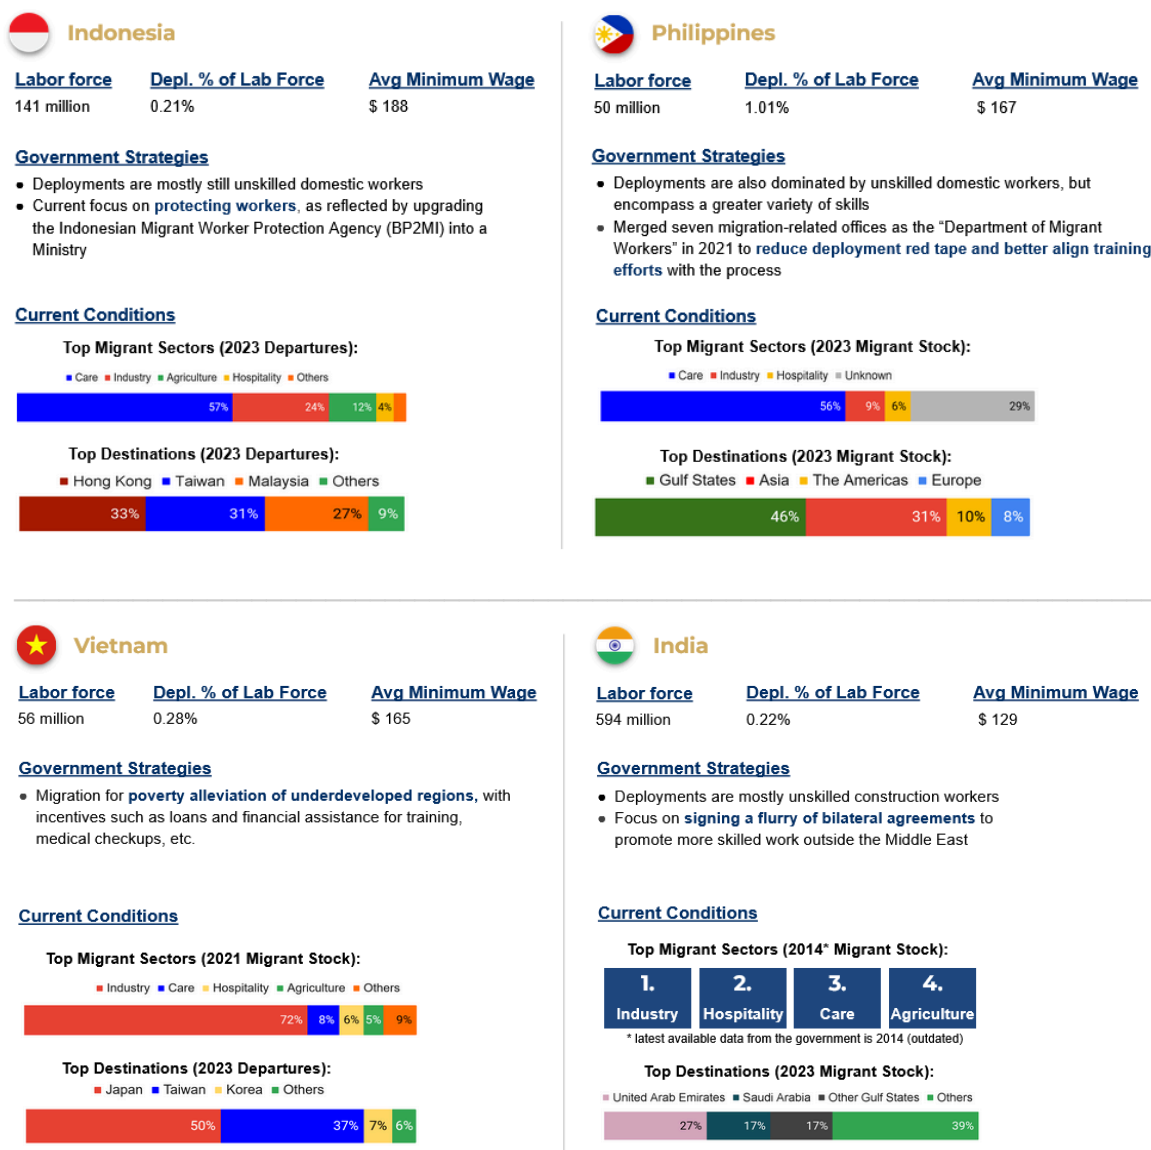 Indonesia
Labor force Depl. % of Lab Force Avg Minimum Wage
141 million 0.21% $ 188
Government Strategies
● Deployments are mostly still unskilled domestic workers
● Current focus on protecting workers, as reflected by upgrading
the Indonesian Migrant Worker Protection Agency (BP2MI) into a
Ministry
Current Conditions
Top Migrant Sectors (2023 Departures):
Care Industry Agriculture Hospitality Others
57% 24% 12% 4%
Top Destinations (2023 Departures):
Hong Kong Taiwan Malaysia Others
33% 31% 27% 9%
Philippines
Labor force Depl. % of Lab Force Avg Minimum Wage
50 million 1.01% $ 167
Government Strategies
● Deployments are also dominated by unskilled domestic workers, but
encompass a greater variety of skills
● Merged seven migration-related offices as the “Department of Migrant
Workers” in 2021 to reduce deployment red tape and better align training
efforts with the process
Current Conditions
Top Migrant Sectors (2023 Migrant Stock):
Care Industry Hospitality Unknown
56% 9% 6% 29%
Top Destinations (2023 Migrant Stock):
Gulf States Asia The Americas Europe
46% 31% 10% 8%
Vietnam
Labor force Depl. % of Lab Force Avg Minimum Wage
56 million 0.28% $ 165
Government Strategies
● Migration for poverty alleviation of underdeveloped regions, with
incentives such as loans and financial assistance for training,
medical checkups, etc.
Current Conditions
Top Migrant Sectors (2021 Migrant Stock):
Industry Care Hospitality Agriculture Others
72% 8% 6% 5% 9%
Top Destinations (2023 Departures):
Japan Taiwan Korea Others
50% 37% 7% 6%
India
Labor force Depl. % of Lab Force Avg Minimum Wage
594 million 0.22% $ 129
Government Strategies
● Deployments are mostly unskilled construction workers
● Focus on signing a flurry of bilateral agreements to
promote more skilled work outside the Middle East
Current Conditions
Top Migrant Sectors (2014* Migrant Stock):
1. 2. 3. 4.
Industry Hospitality Care Agriculture
* latest available data from the government is 2014 (outdated)
Top Destinations (2023 Migrant Stock):
United Arab Emirates Saudi Arabia Other Gulf States Others
27% 17% 17% 39%